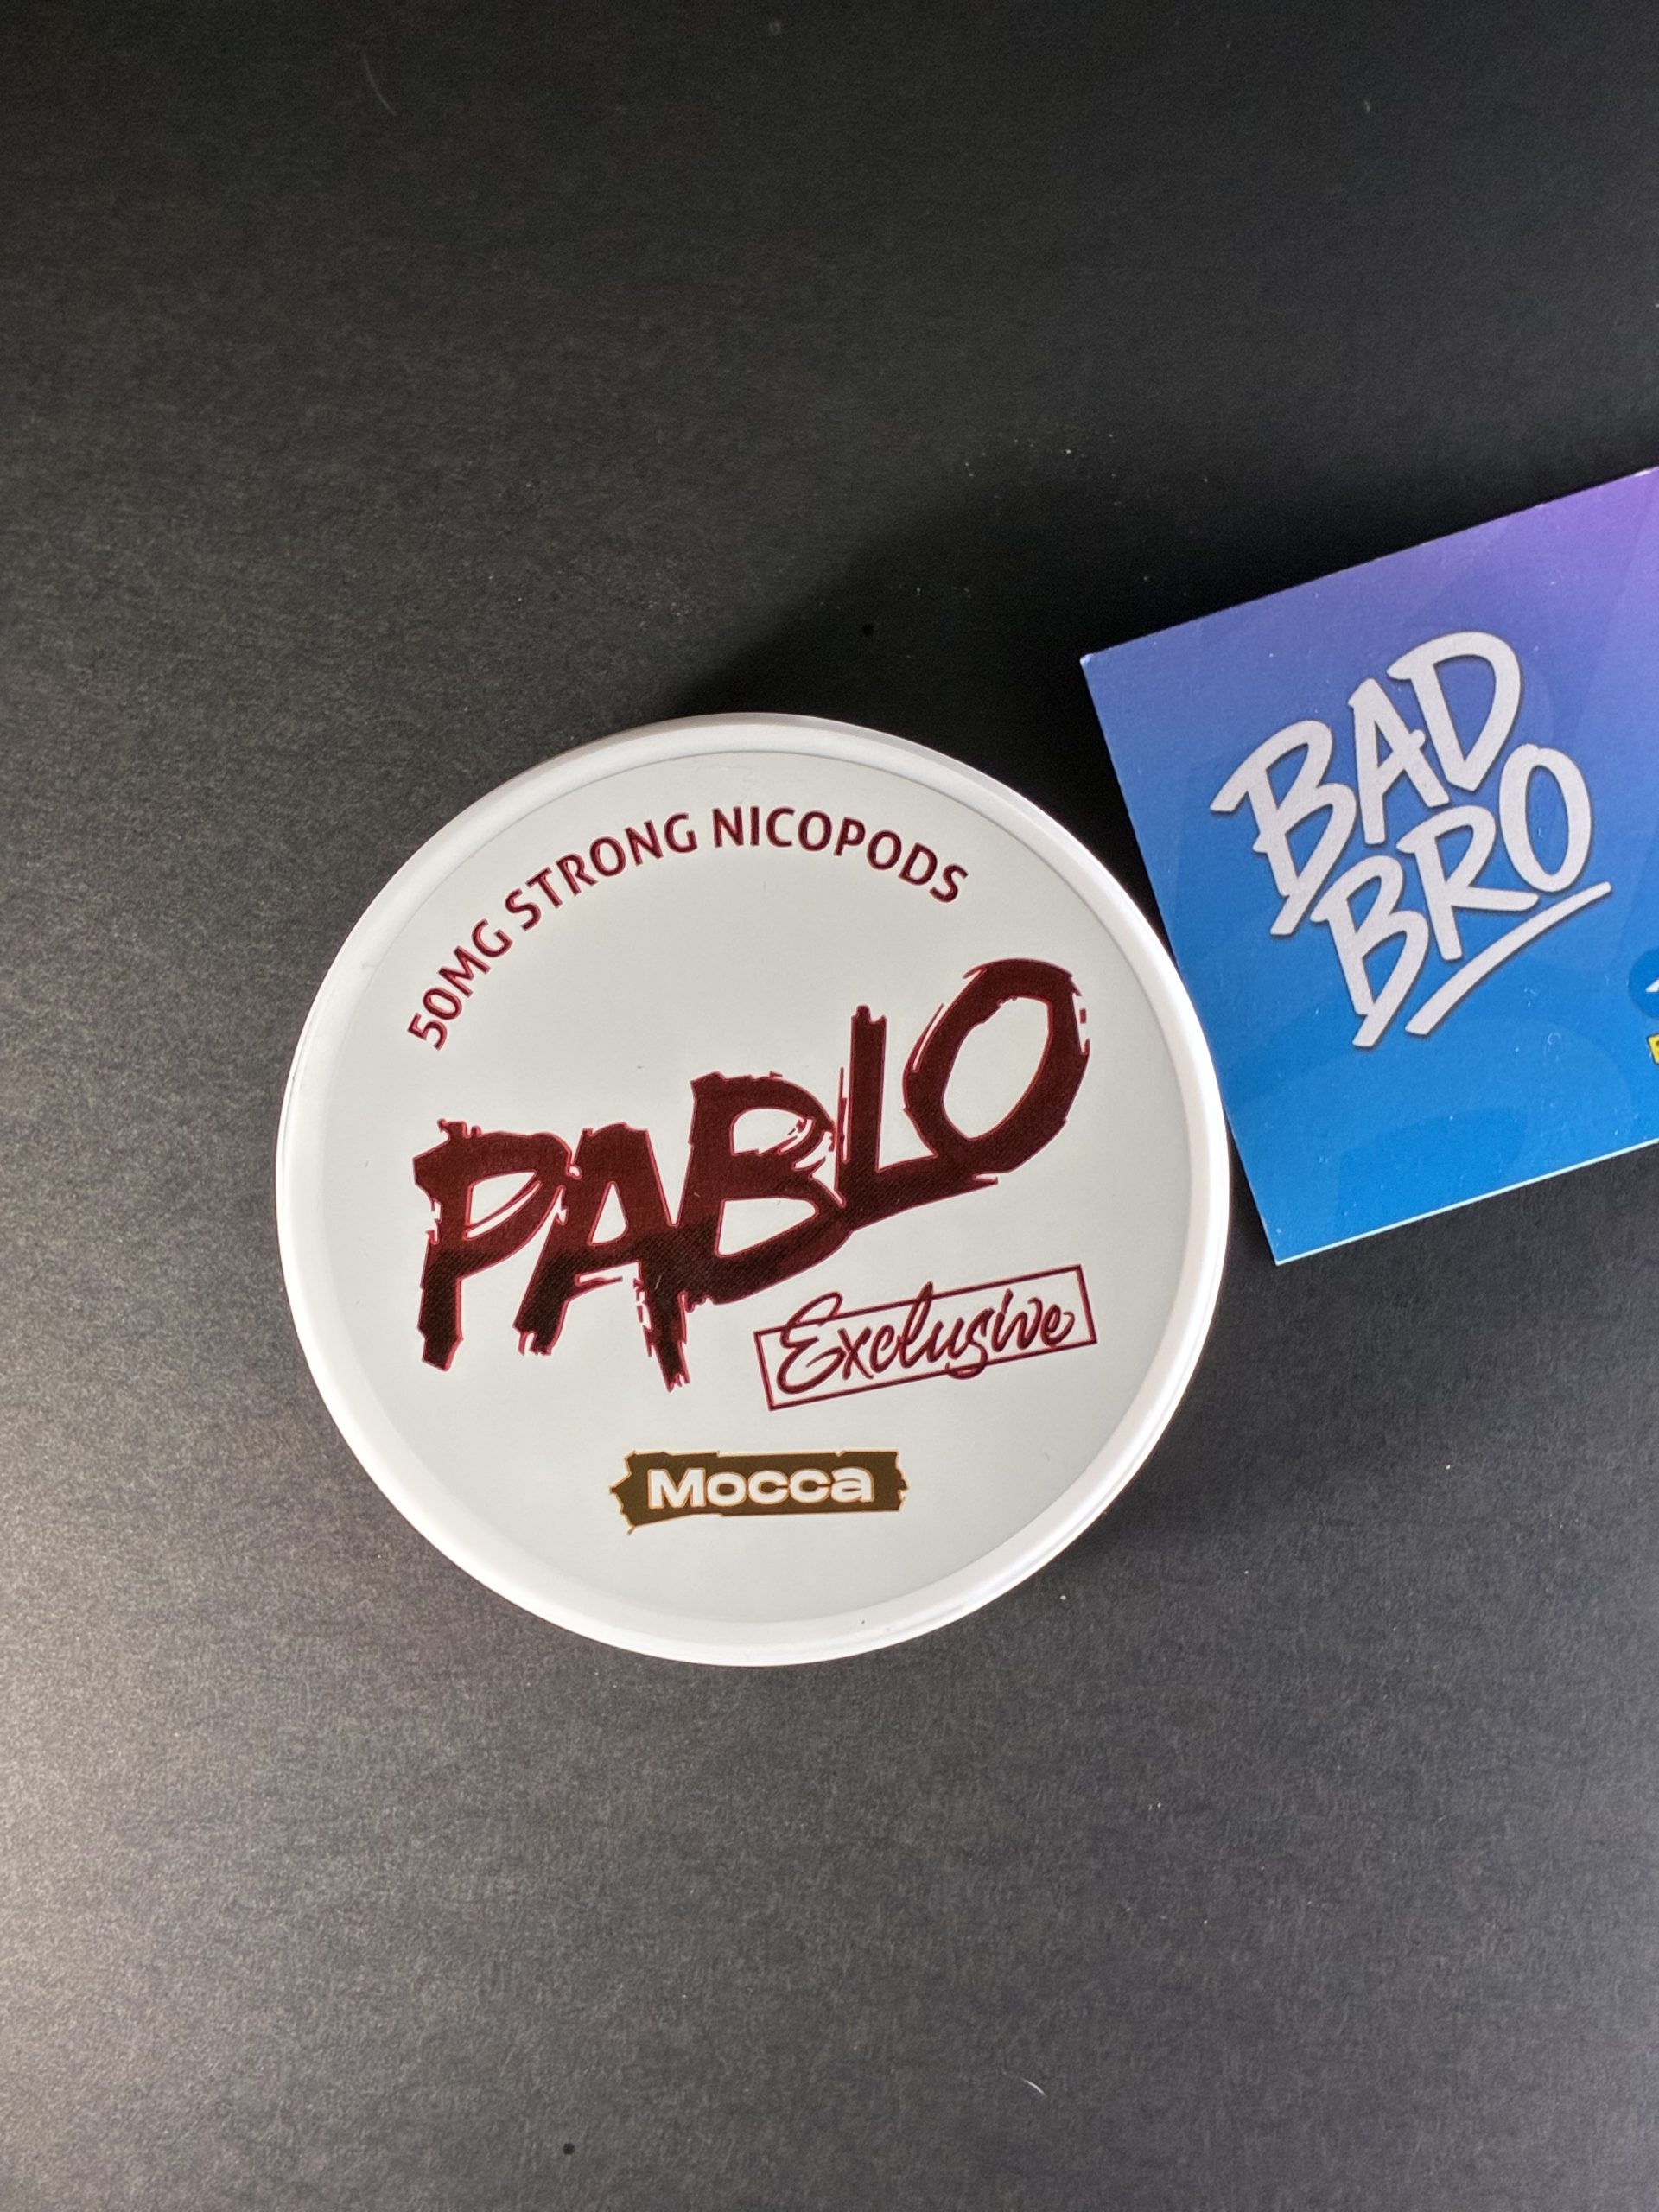 50MG STRONG NICOPODS
PABLO
Exclusive
Mocca
BAD
BRO